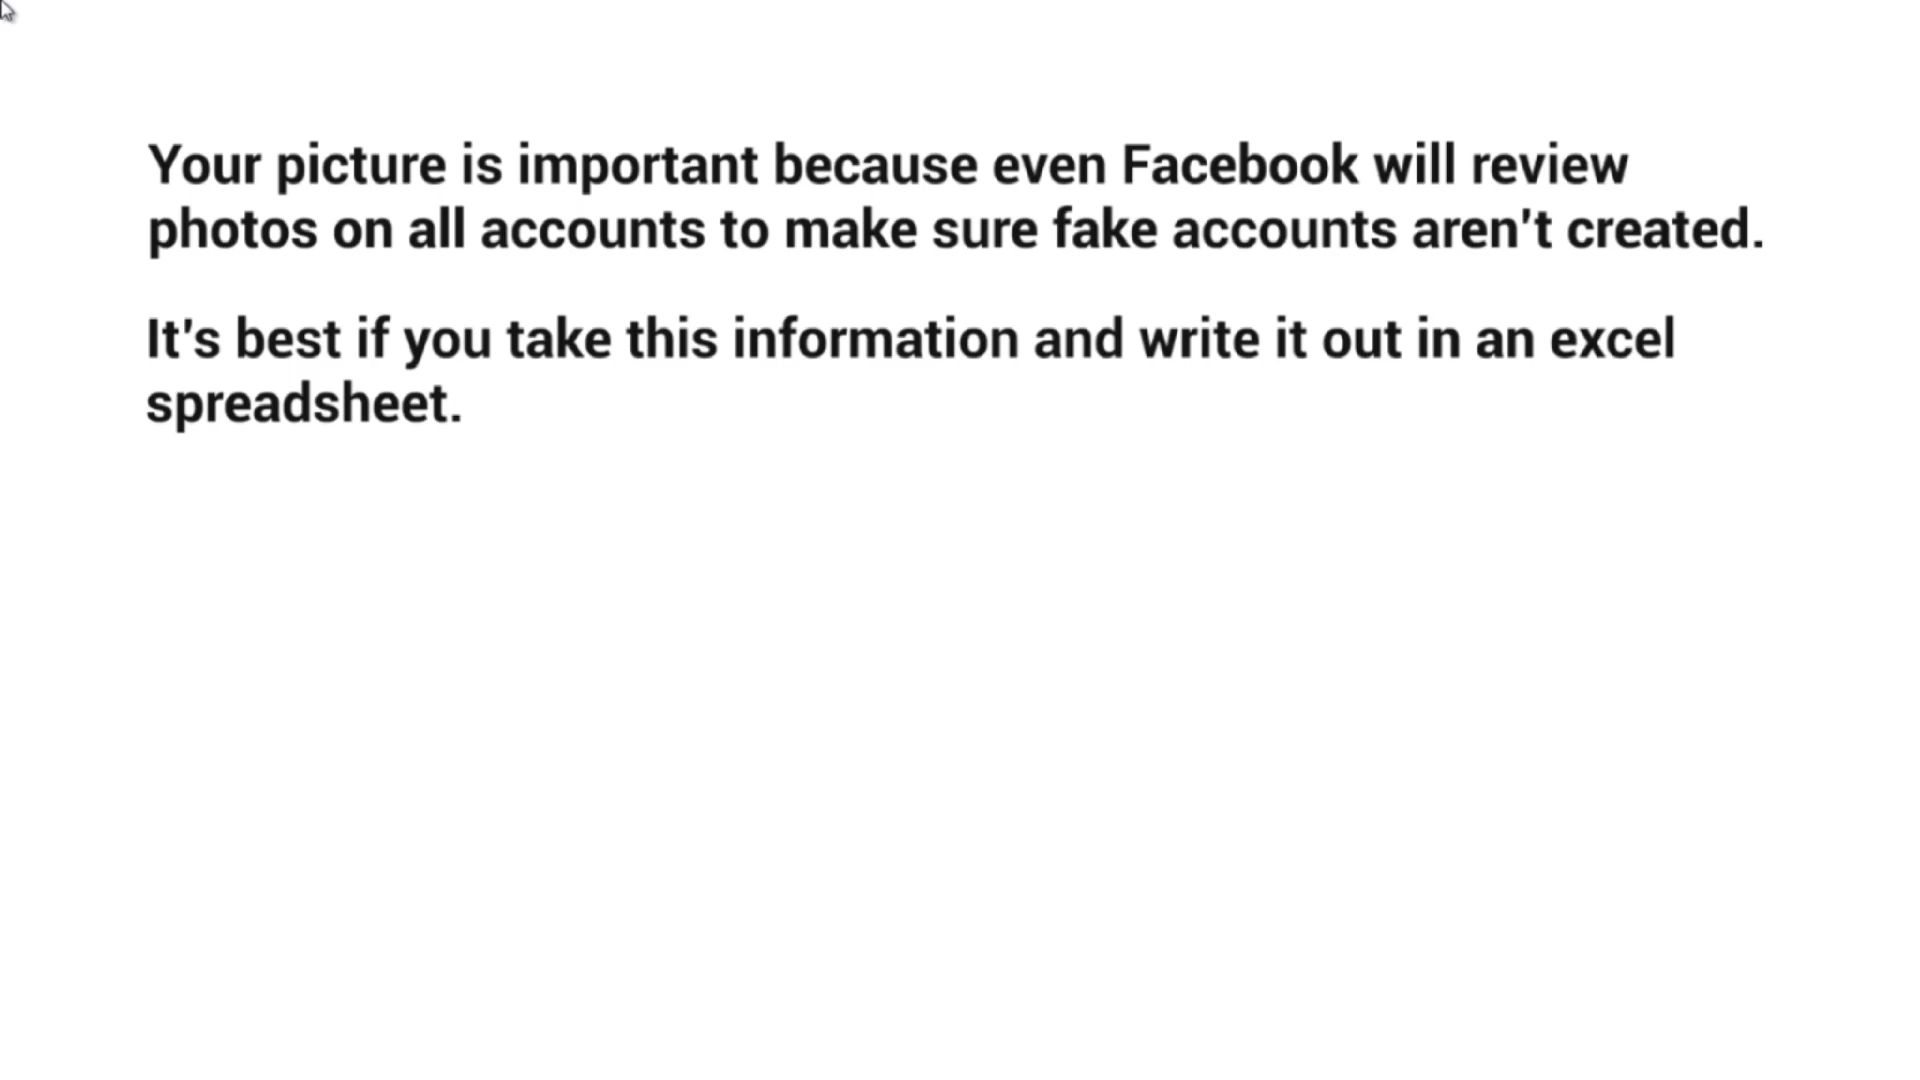 Your picture is important because even Facebook will review
photos on all accounts to make sure fake accounts aren't created.
It's best if you take this information and write it out in an excel
spreadsheet.